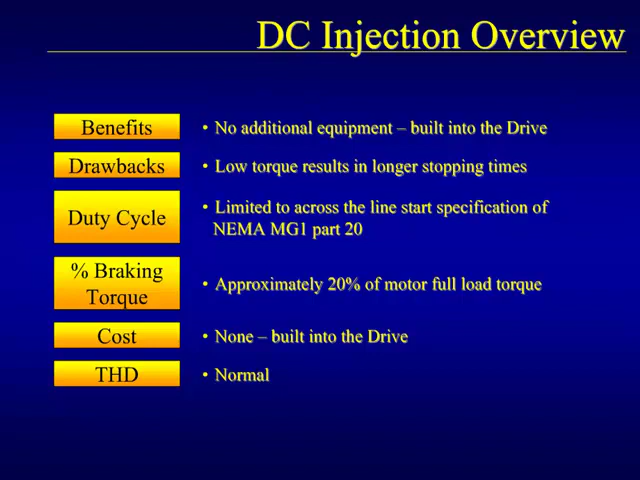 DC Injection Overview
Benefits
• No additional equipment – built into the Drive
Drawbacks
• Low torque results in longer stopping times
Duty Cycle
• Limited to across the line start specification of
NEMA MG1 part 20
% Braking
Torque
• Approximately 20% of motor full load torque
Cost
• None – built into the Drive
THD
• Normal